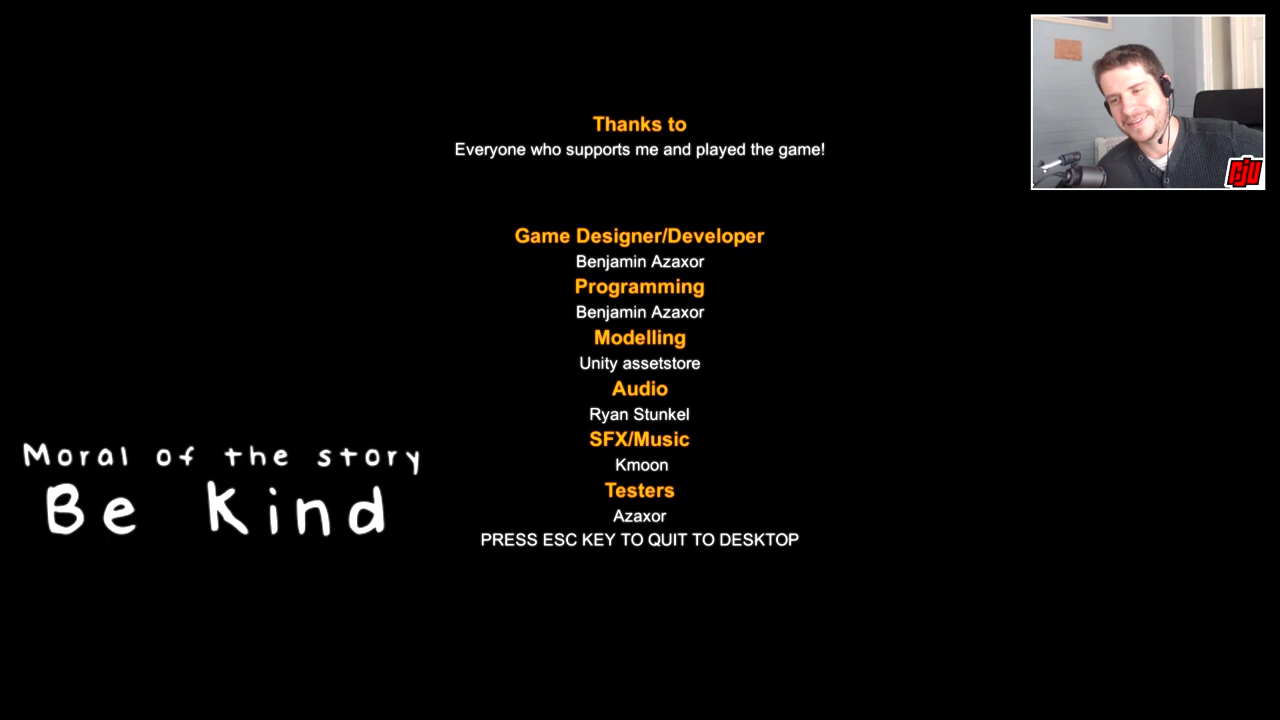 Thanks to
Everyone who supports me and played the game!
Game Designer/Developer
Benjamin Azaxor
Programming
Benjamin Azaxor
Modelling
Unity assetstore
Audio
Ryan Stunkel
SFX/Music
Kmoon
Testers
Azaxor
PRESS ESC KEY TO QUIT TO DESKTOP
Moral of the story
Be Kind
rju